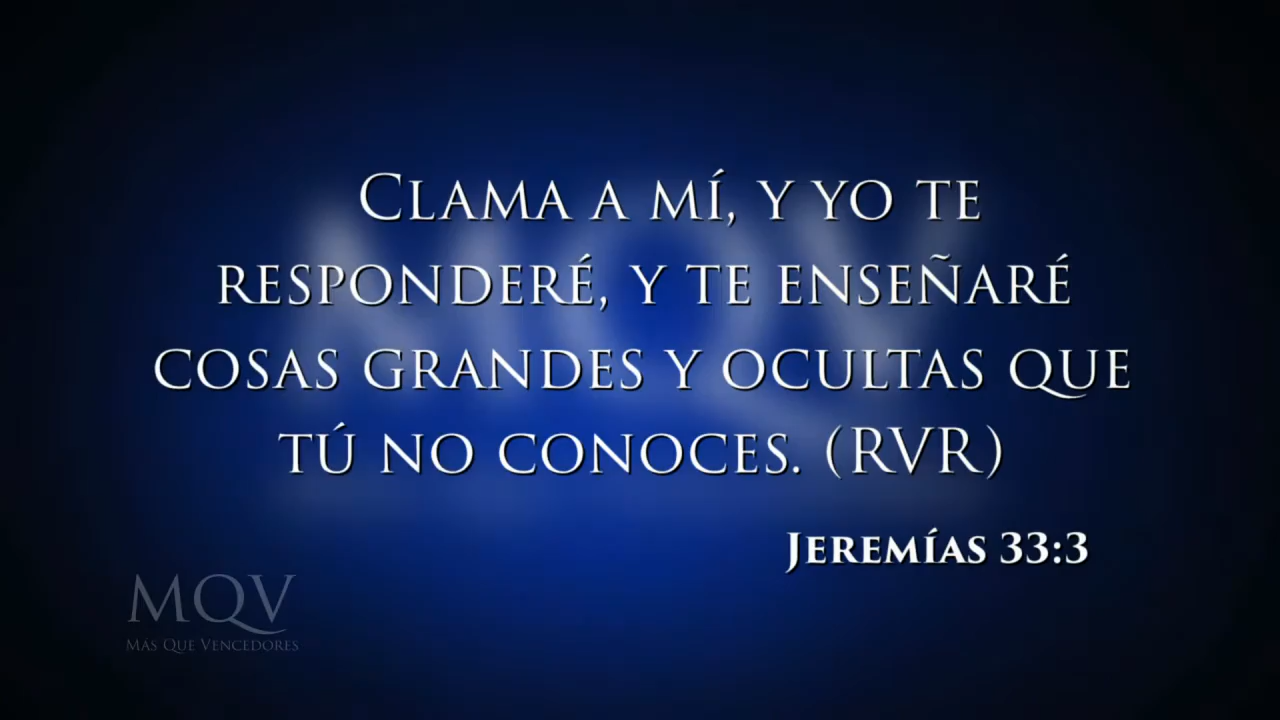 Clama a mí, y yo te
responderé, y te enseñaré
cosas grandes y ocultas que
tú no conoces. (RVR)
Jeremías 33:3
MQV
Más Que Vencedores